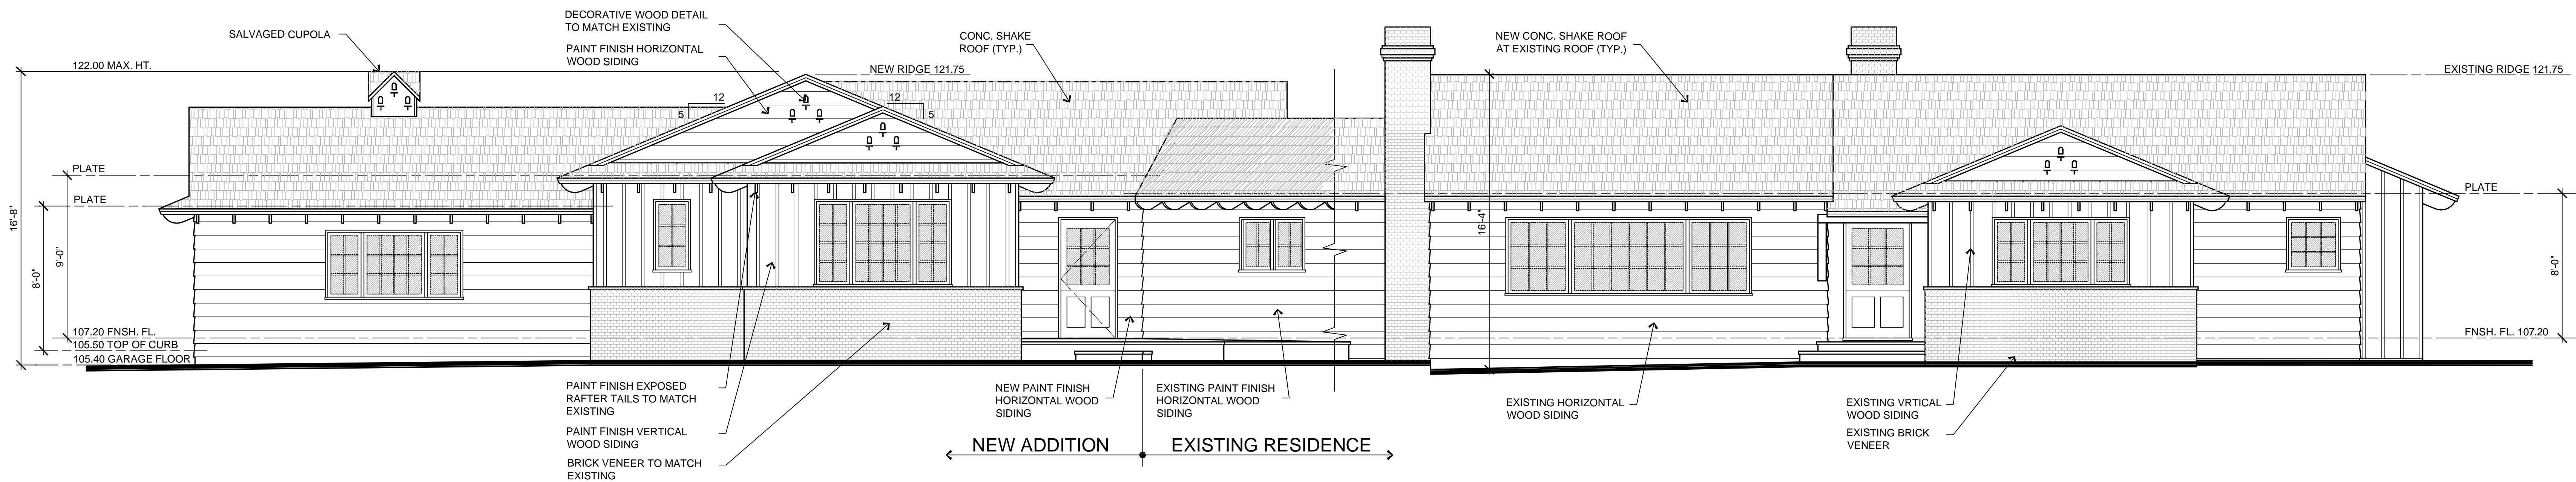 SALVAGED CUPOLA
DECORATIVE WOOD DETAIL
TO MATCH EXISTING
PAINT FINISH HORIZONTAL
WOOD SIDING
CONC. SHAKE
ROOF (TYP.)
NEW CONC. SHAKE ROOF
AT EXISTING ROOF (TYP.)
122.00 MAX. HT.
NEW RIDGE 121.75
EXISTING RIDGE 121.75
12
5
12
5
PLATE
PLATE
PLATE
16'-8"
8'-0"
9'-0"
16'-4"
8'-0"
107.20 FNSH. FL.
105.50 TOP OF CURB
105.40 GARAGE FLOOR
FNSH. FL. 107.20
PAINT FINISH EXPOSED
RAFTER TAILS TO MATCH
EXISTING
PAINT FINISH VERTICAL
WOOD SIDING
BRICK VENEER TO MATCH
EXISTING
NEW PAINT FINISH
HORIZONTAL WOOD
SIDING
EXISTING PAINT FINISH
HORIZONTAL WOOD
SIDING
EXISTING HORIZONTAL
WOOD SIDING
EXISTING VRTICAL
WOOD SIDING
EXISTING BRICK
VENEER
NEW ADDITION
EXISTING RESIDENCE